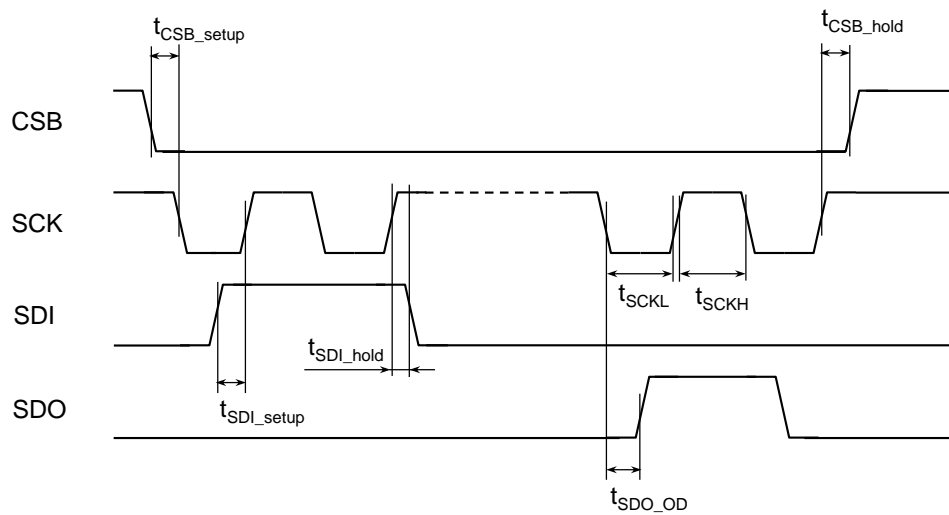 tCSB_setup
tCSB_hold
CSB
SCK
tSCKL
tSCKH
SDI
tSDI_hold
tSDI_setup
SDO
tSDO_OD